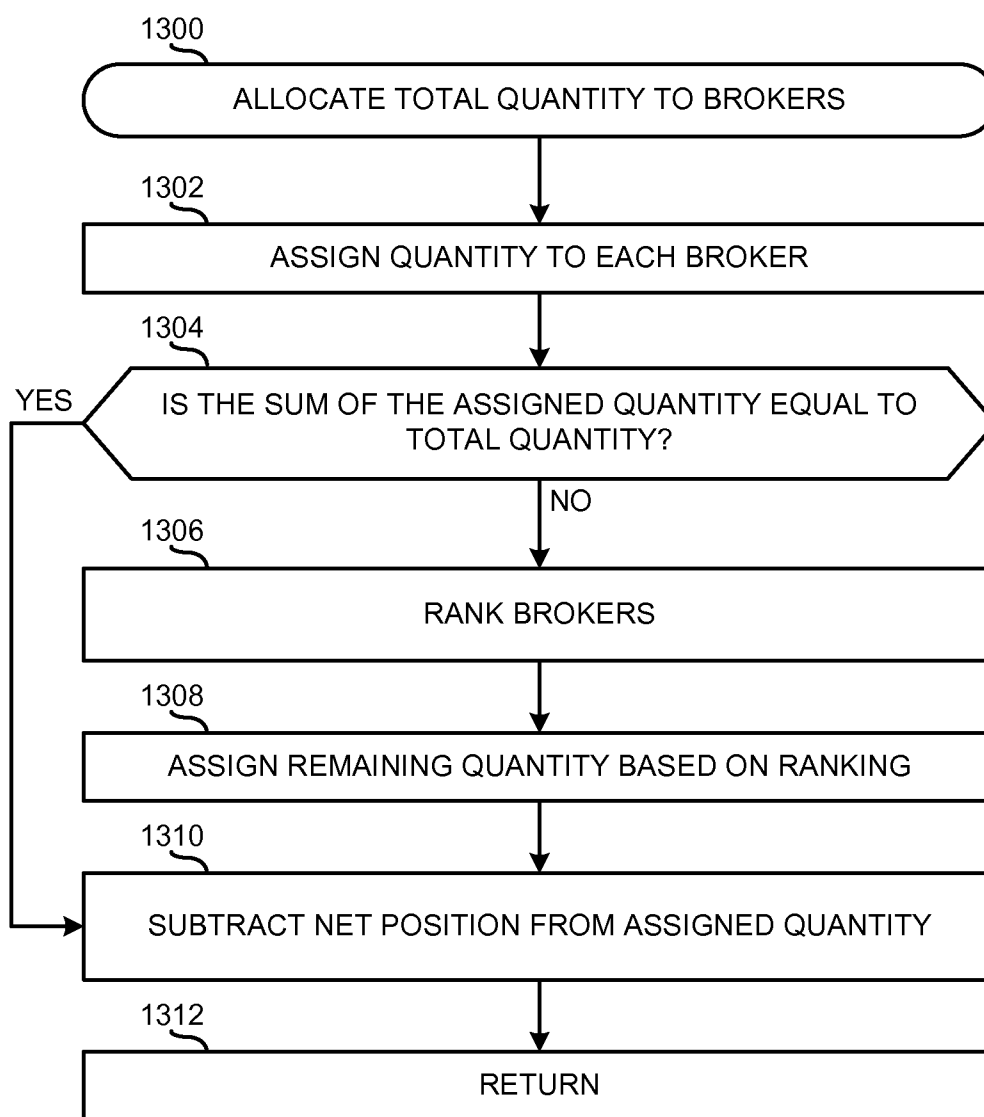 1300
ALLOCATE TOTAL QUANTITY TO BROKERS
1302
ASSIGN QUANTITY TO EACH BROKER
1304
YES
IS THE SUM OF THE ASSIGNED QUANTITY EQUAL TO
TOTAL QUANTITY?
NO
1306
RANK BROKERS
1308
ASSIGN REMAINING QUANTITY BASED ON RANKING
1310
SUBTRACT NET POSITION FROM ASSIGNED QUANTITY
1312
RETURN